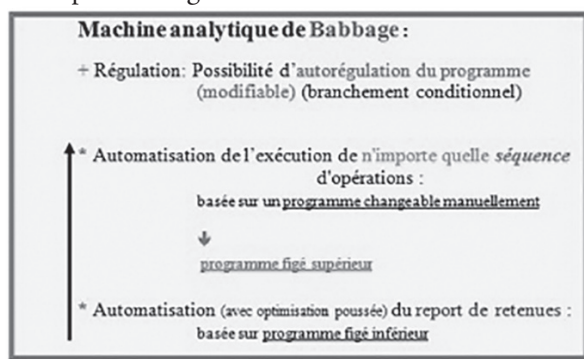 Machine analytique de Babbage :
+ Régulation: Possibilité d'autorégulation du programme
(modifiable) (branchement conditionnel)
* Automatisation de l'exécution de n'importe quelle séquence
d'opérations :
basée sur un programme changeable manuellement
programme figé supérieur
* Automatisation (avec optimisation poussée) du report de retenues :
basée sur programme figé inférieur